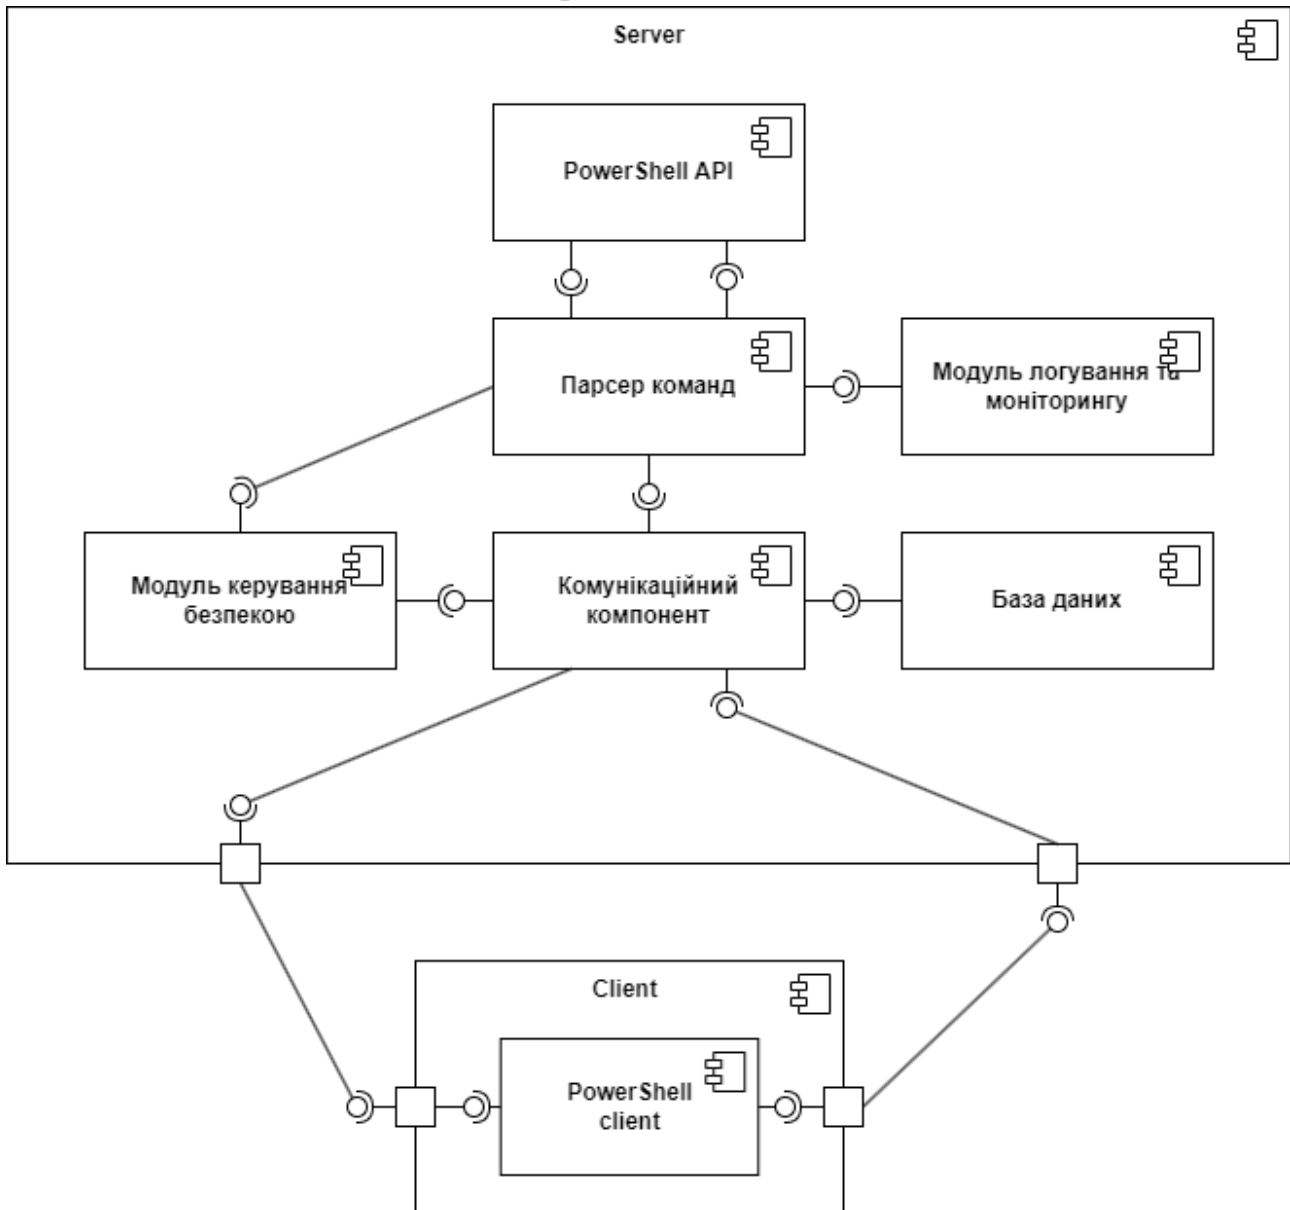 Server
PowerShell API
Парсер команд
Модуль логування та
моніторингу
Модуль керування
безпекою
Комунікаційний
компонент
База даних
Client
PowerShell
client